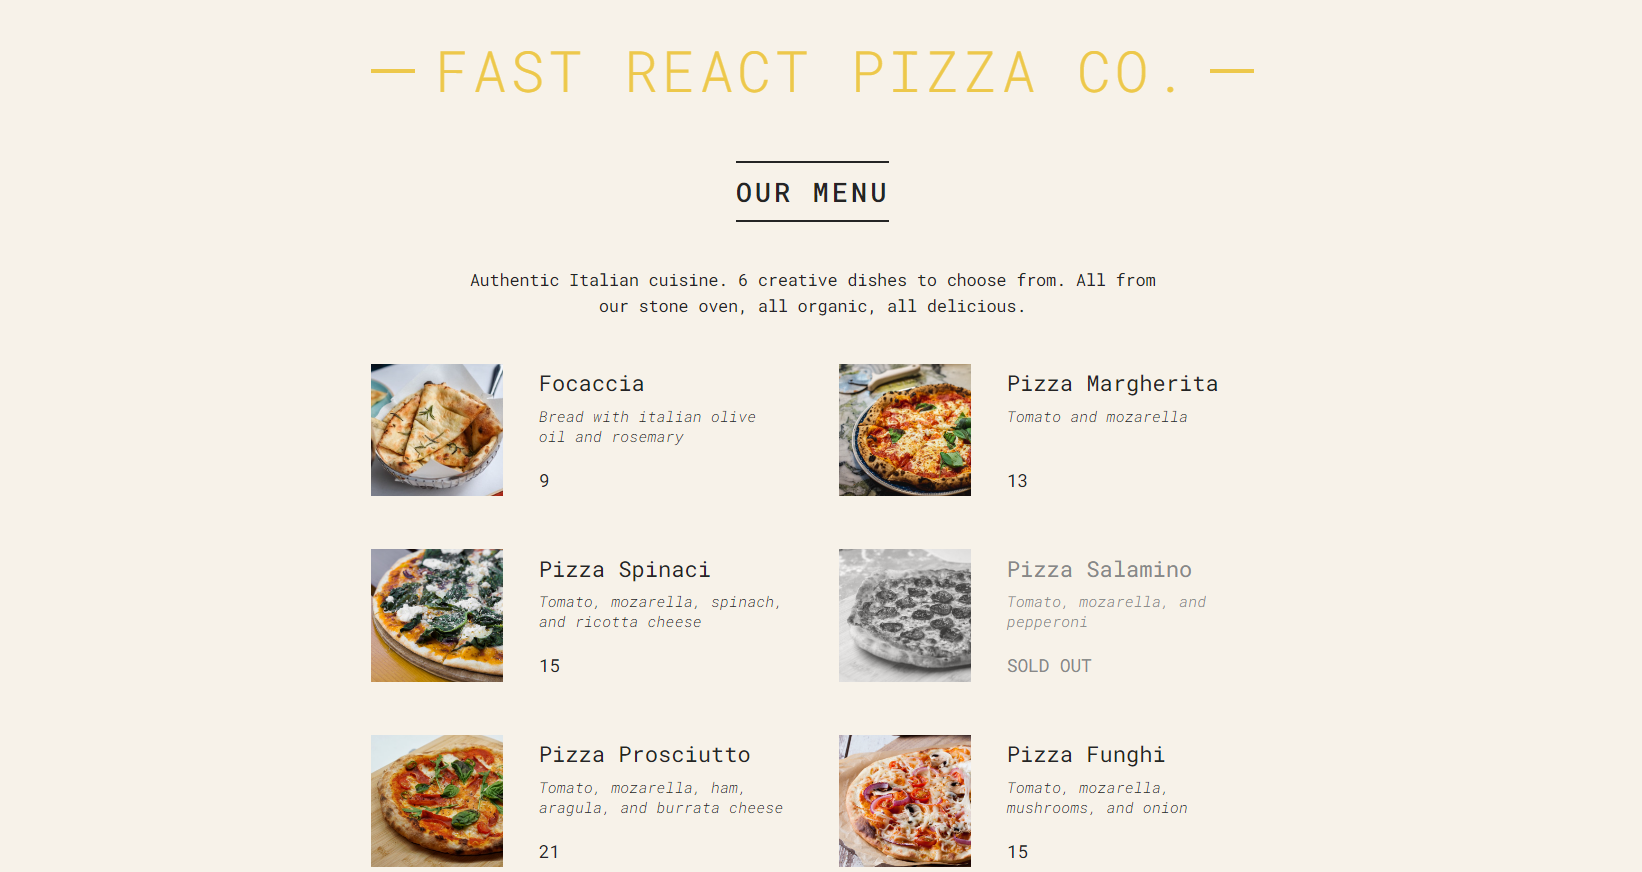 FAST REACT PIZZA CO.
OUR MENU
Authentic Italian cuisine. 6 creative dishes to choose from. All from
our stone oven, all organic, all delicious.
Focaccia
Bread with italian olive
oil and rosemary
9
Pizza Margherita
Tomato and mozarella
13
Pizza Spinaci
Tomato, mozarella, spinach,
and ricotta cheese
15
Pizza Salamino
Tomato, mozarella, and
pepperoni
SOLD OUT
Pizza Prosciutto
Tomato, mozarella, ham,
aragula, and burrata cheese
21
Pizza Funghi
Tomato, mozarella,
mushrooms, and onion
15